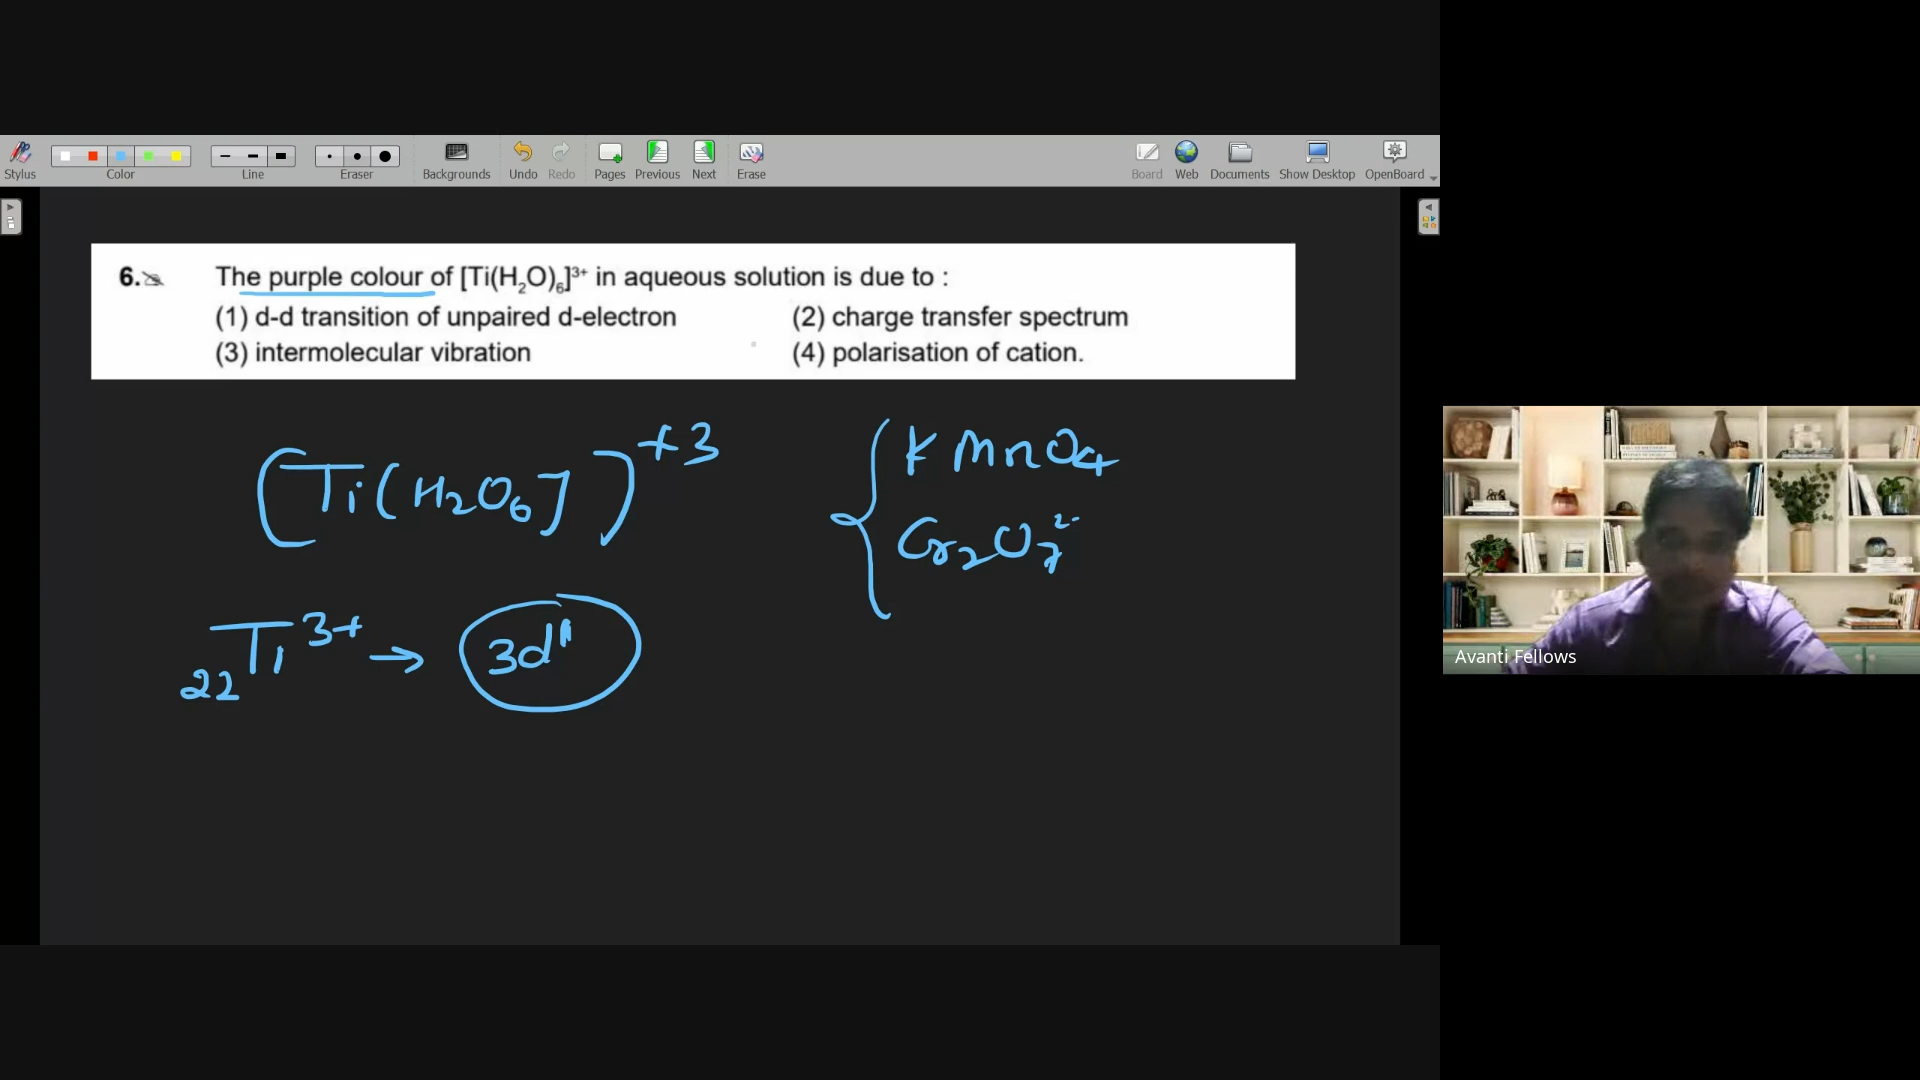 Stylus Color Line Eraser Backgrounds Undo Redo Pages Previous Next Erase Board Web Documents Show Desktop OpenBoard
6. The purple colour of [Ti(H₂O)₆]³⁺ in aqueous solution is due to :
(1) d-d transition of unpaired d-electron (2) charge transfer spectrum
(3) intermolecular vibration (4) polarisation of cation.
[Ti(H₂O₆])]⁺³
KMnO₄
Cr₂O₇²⁻
₂₂Ti³⁺ → 3d¹
Avanti Fellows